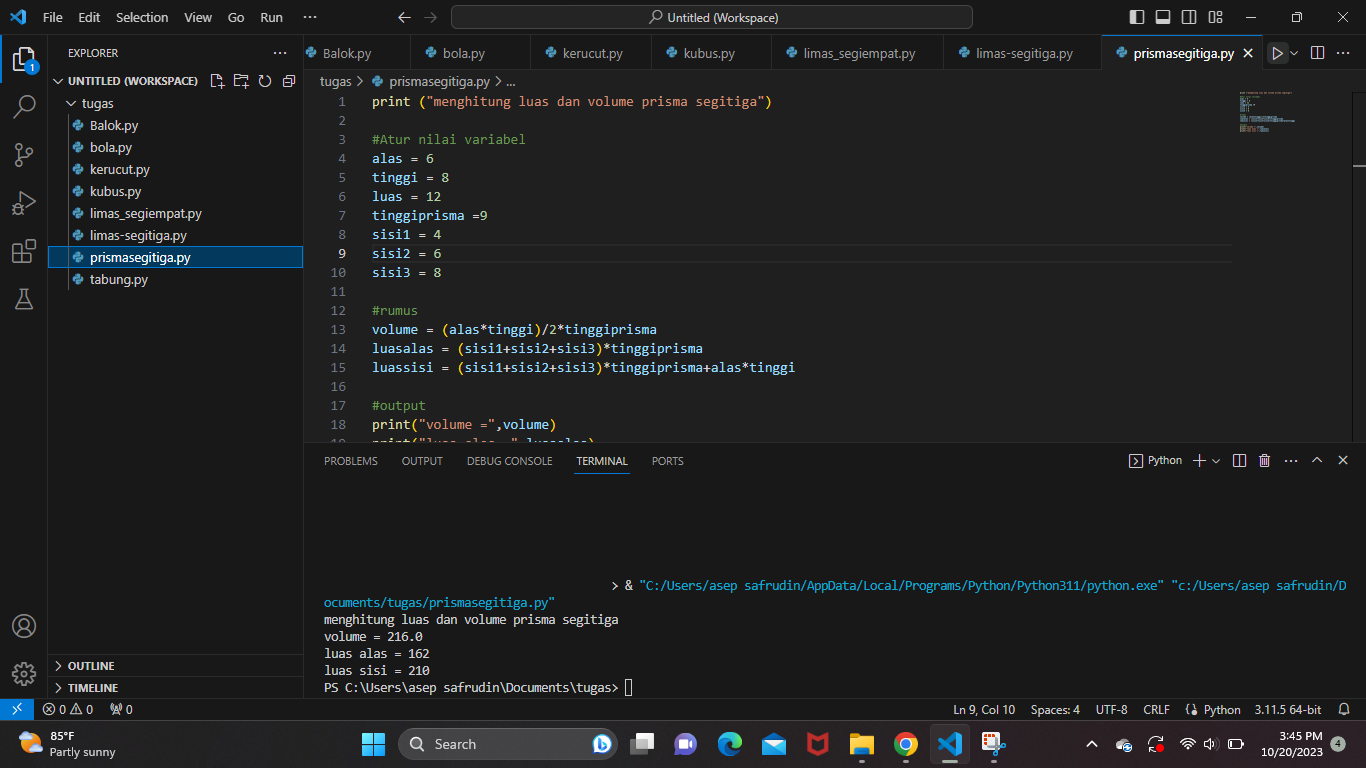 File Edit Selection View Go Run ···
Untitled (Workspace)
EXPLORER
Balok.py
bola.py
kerucut.py
kubus.py
limas_segiempat.py
limas-segitiga.py
prismasegitiga.py
UNTITLED (WORKSPACE)
tugas
Balok.py
bola.py
kerucut.py
kubus.py
limas_segiempat.py
limas-segitiga.py
prismasegitiga.py
tabung.py
OUTLINE
TIMELINE
1
tugas > prismasegitiga.py > ...
1 print ("menghitung luas dan volume prisma segitiga")
2
3 #Atur nilai variabel
4 alas = 6
5 tinggi = 8
6 luas = 12
7 tinggiprisma =9
8 sisi1 = 4
9 sisi2 = 6
10 sisi3 = 8
11
12 #rumus
13 volume = (alas*tinggi)/2*tinggiprisma
14 luasalas = (sisi1+sisi2+sisi3)*tinggiprisma
15 luassisi = (sisi1+sisi2+sisi3)*tinggiprisma+alas*tinggi
16
17 #output
18 print("volume =",volume)
PROBLEMS OUTPUT DEBUG CONSOLE TERMINAL PORTS
Python
> & "C:/Users/asep safrudin/AppData/Local/Programs/Python/Python311/python.exe" "c:/Users/asep safrudin/D
ocuments/tugas/prismasegitiga.py"
menghitung luas dan volume prisma segitiga
volume = 216.0
luas alas = 162
luas sisi = 210
PS C:\Users\asep safrudin\Documents\tugas>
0 0 0
Ln 9, Col 10 Spaces: 4 UTF-8 CRLF Python 3.11.5 64-bit
85°F
Partly sunny
Search
3:45 PM
10/20/2023
4